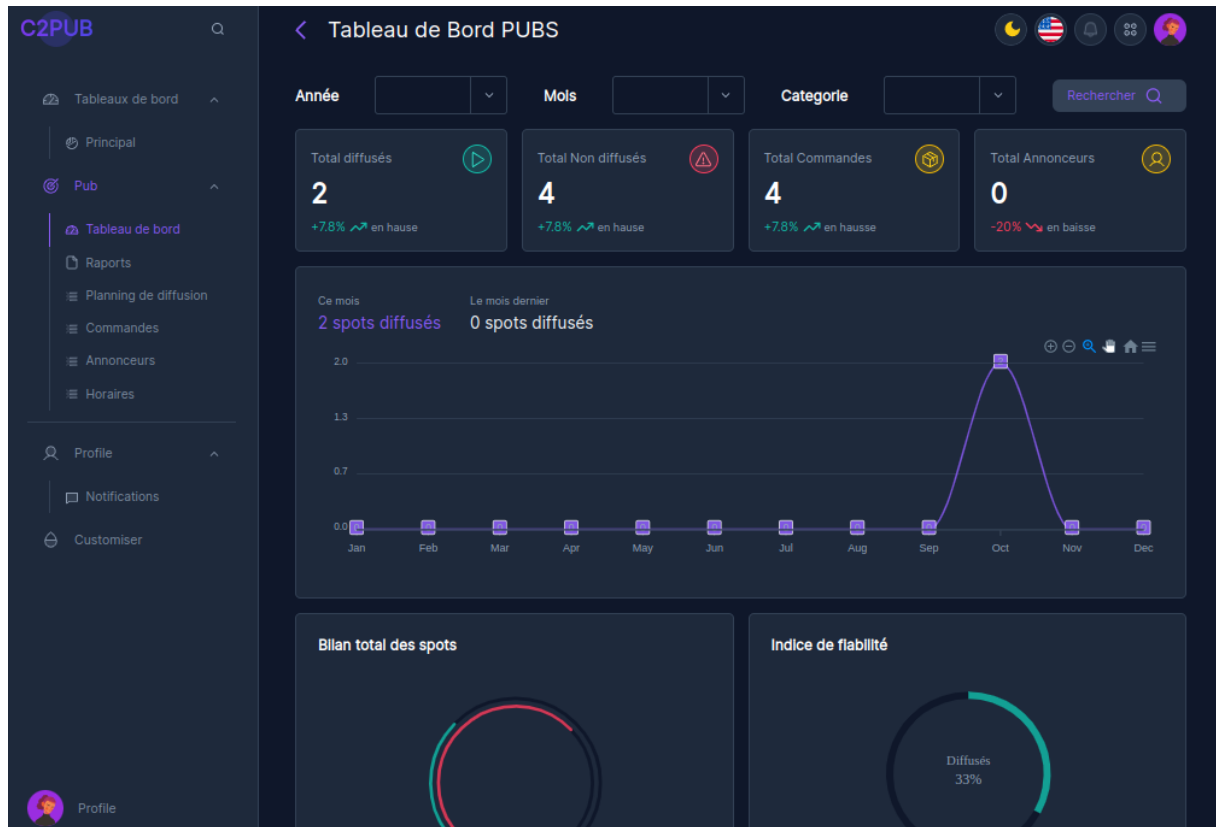 C2PUB
Tableaux de bord
Principal
Pub
Tableau de bord
Raports
Planning de diffusion
Commandes
Annonceurs
Horaires
Profile
Notifications
Customiser
Profile
Tableau de Bord PUBS
Année
Mois
Categorie
Rechercher
Total diffusés
2
+7.8% en hause
Total Non diffusés
4
+7.8% en hause
Total Commandes
4
+7.8% en hausse
Total Annonceurs
0
-20% en baisse
Ce mois
2 spots diffusés
Le mois dernier
0 spots diffusés
2.0
1.3
0.7
0.0
Jan Feb Mar Apr May Jun Jul Aug Sep Oct Nov Dec
Bilan total des spots
Indice de fiabilité
Diffusés
33%